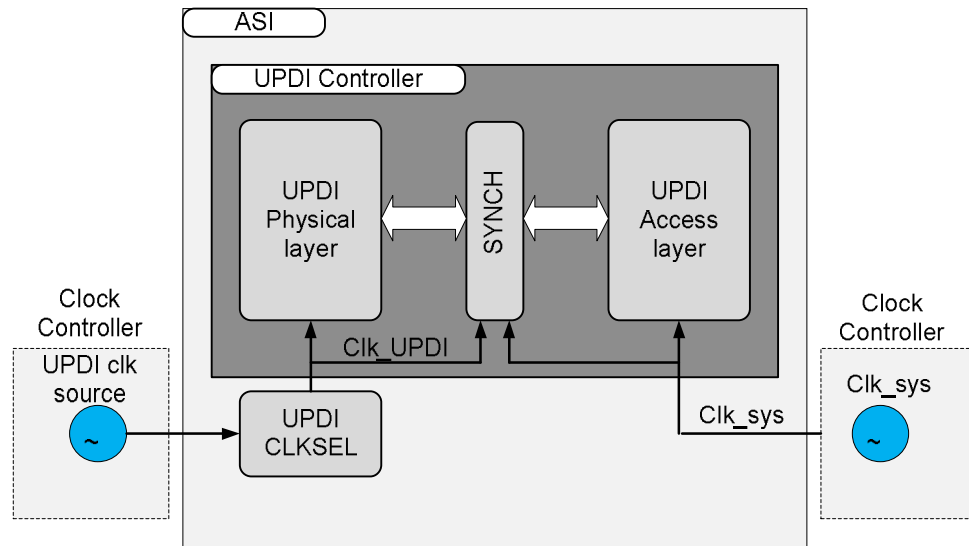 ASI
UPDI Controller
UPDI
Physical
layer
SYNCH
UPDI
Access
layer
Clock
Controller
UPDI clk
source
~
Clk_UPDI
UPDI
CLKSEL
Clk_sys
Clock
Controller
Clk_sys
~